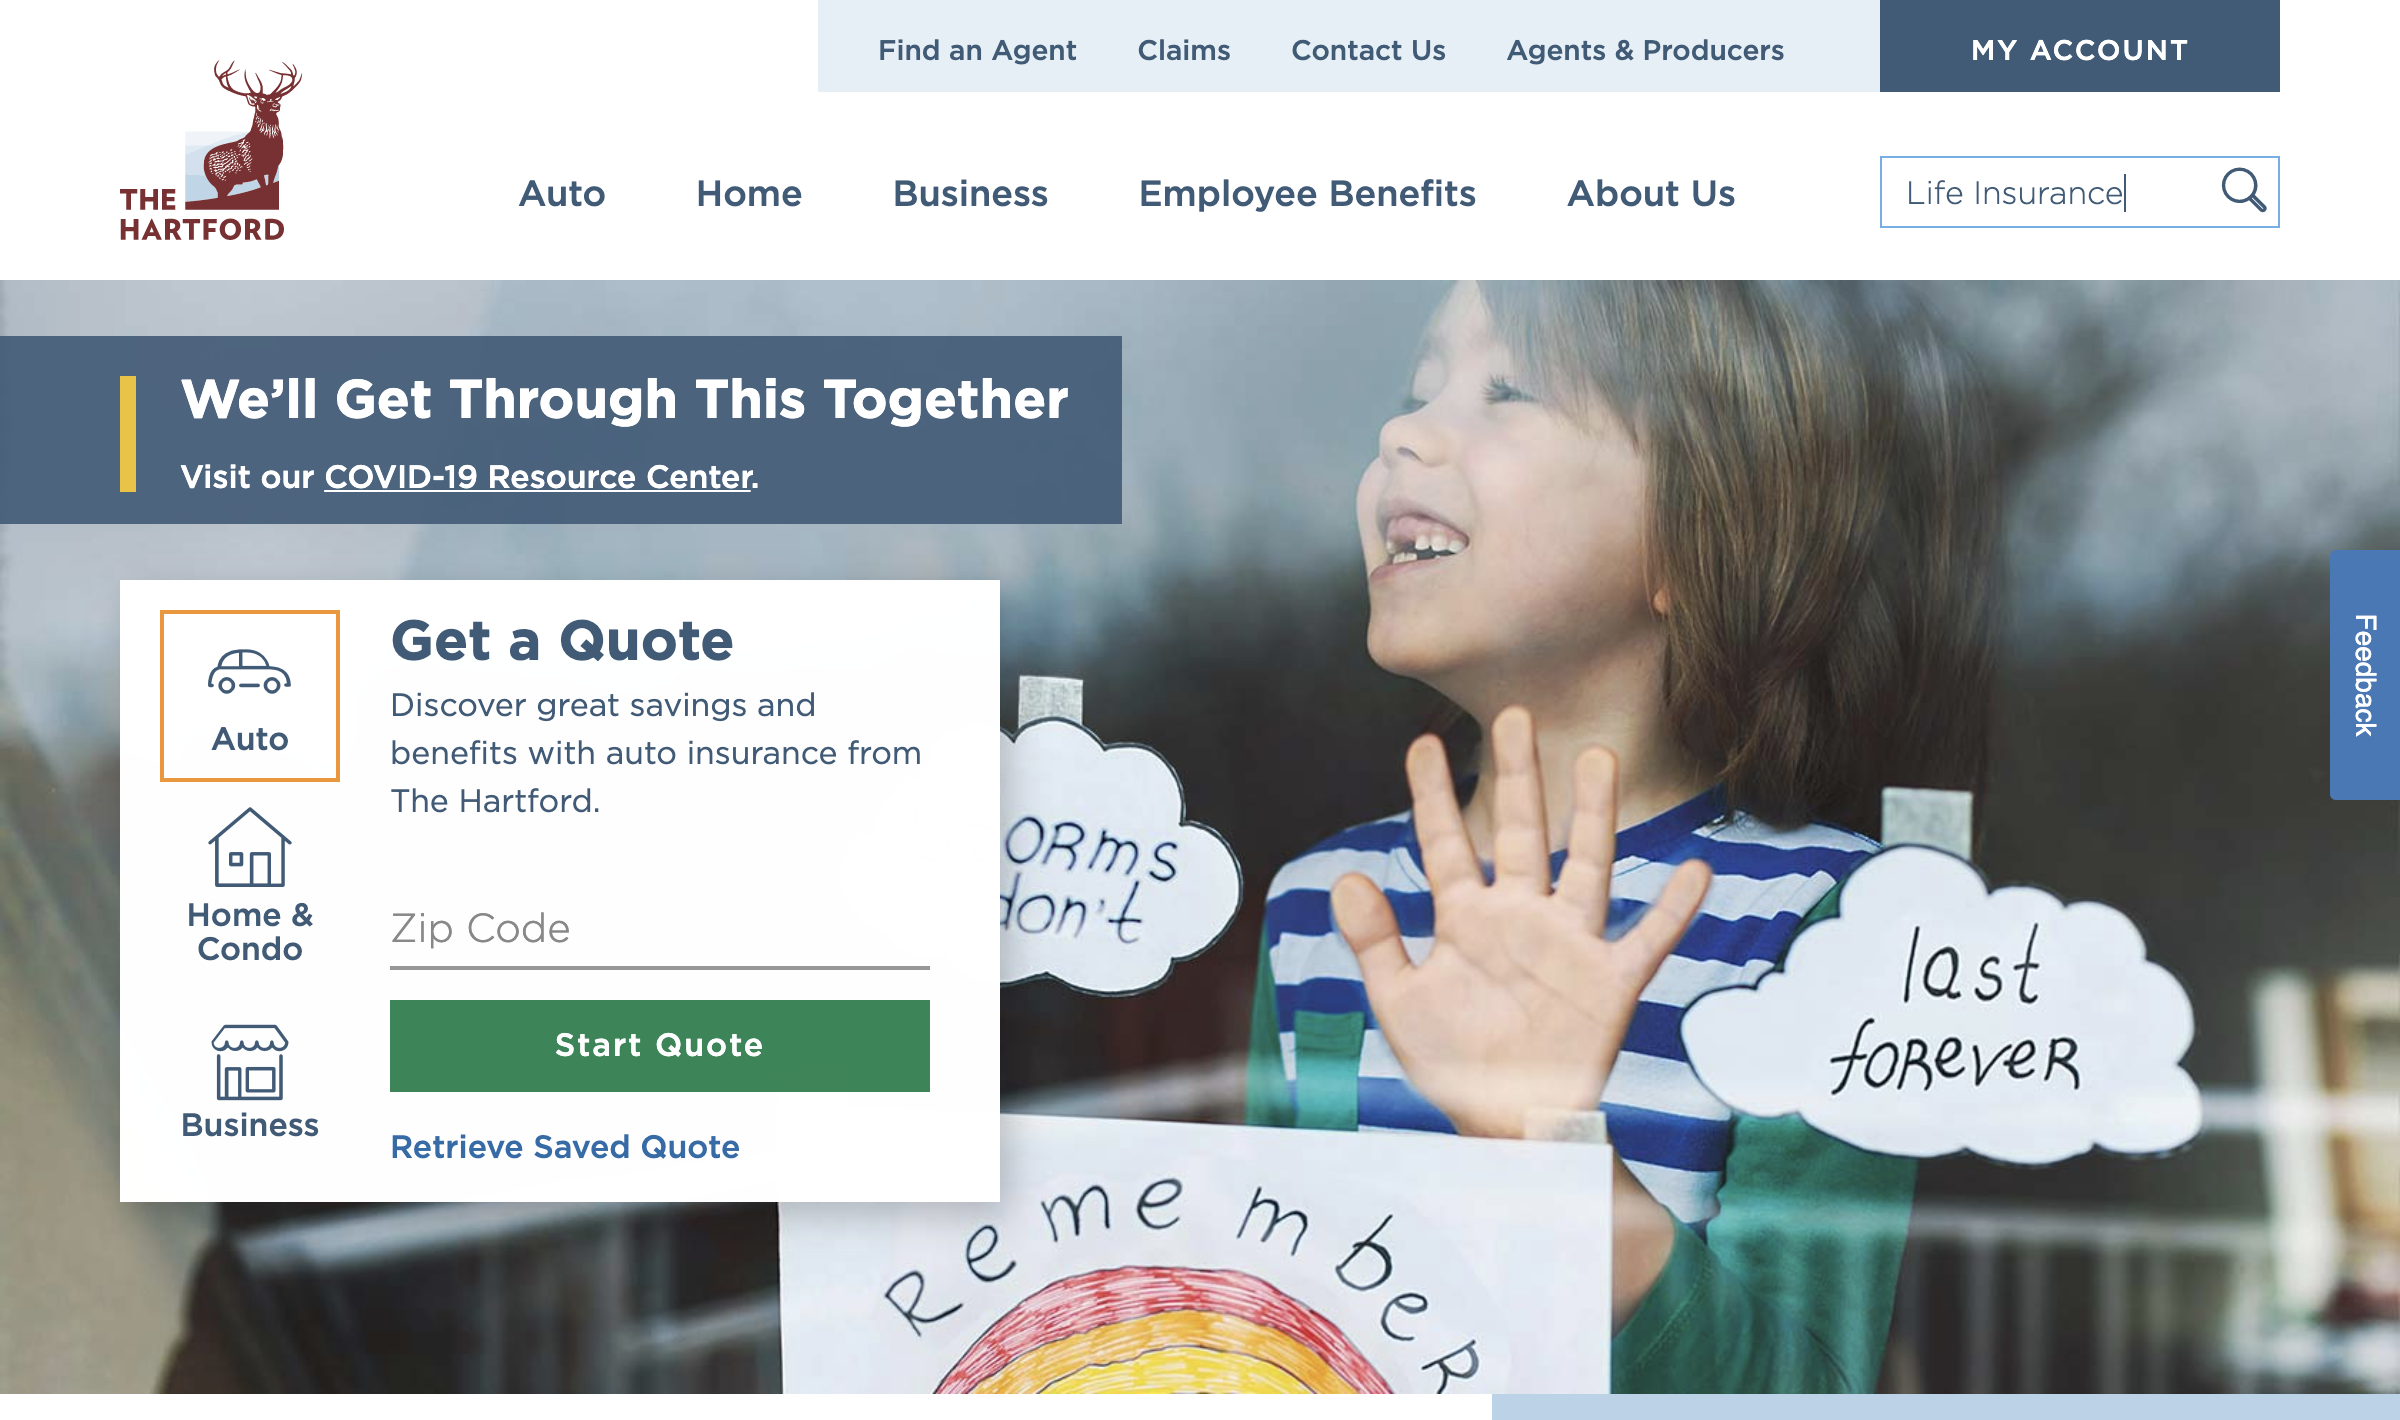 Find an Agent
Claims
Contact Us
Agents & Producers
MY ACCOUNT
THE
HARTFORD
Auto
Home
Business
Employee Benefits
About Us
Life Insurance
We'll Get Through This Together
Visit our COVID-19 Resource Center.
Auto
Home &
Condo
Business
Get a Quote
Discover great savings and
benefits with auto insurance from
The Hartford.
Zip Code
Start Quote
Retrieve Saved Quote
Feedback
ORms
don't
last
foReveR
RemembeR